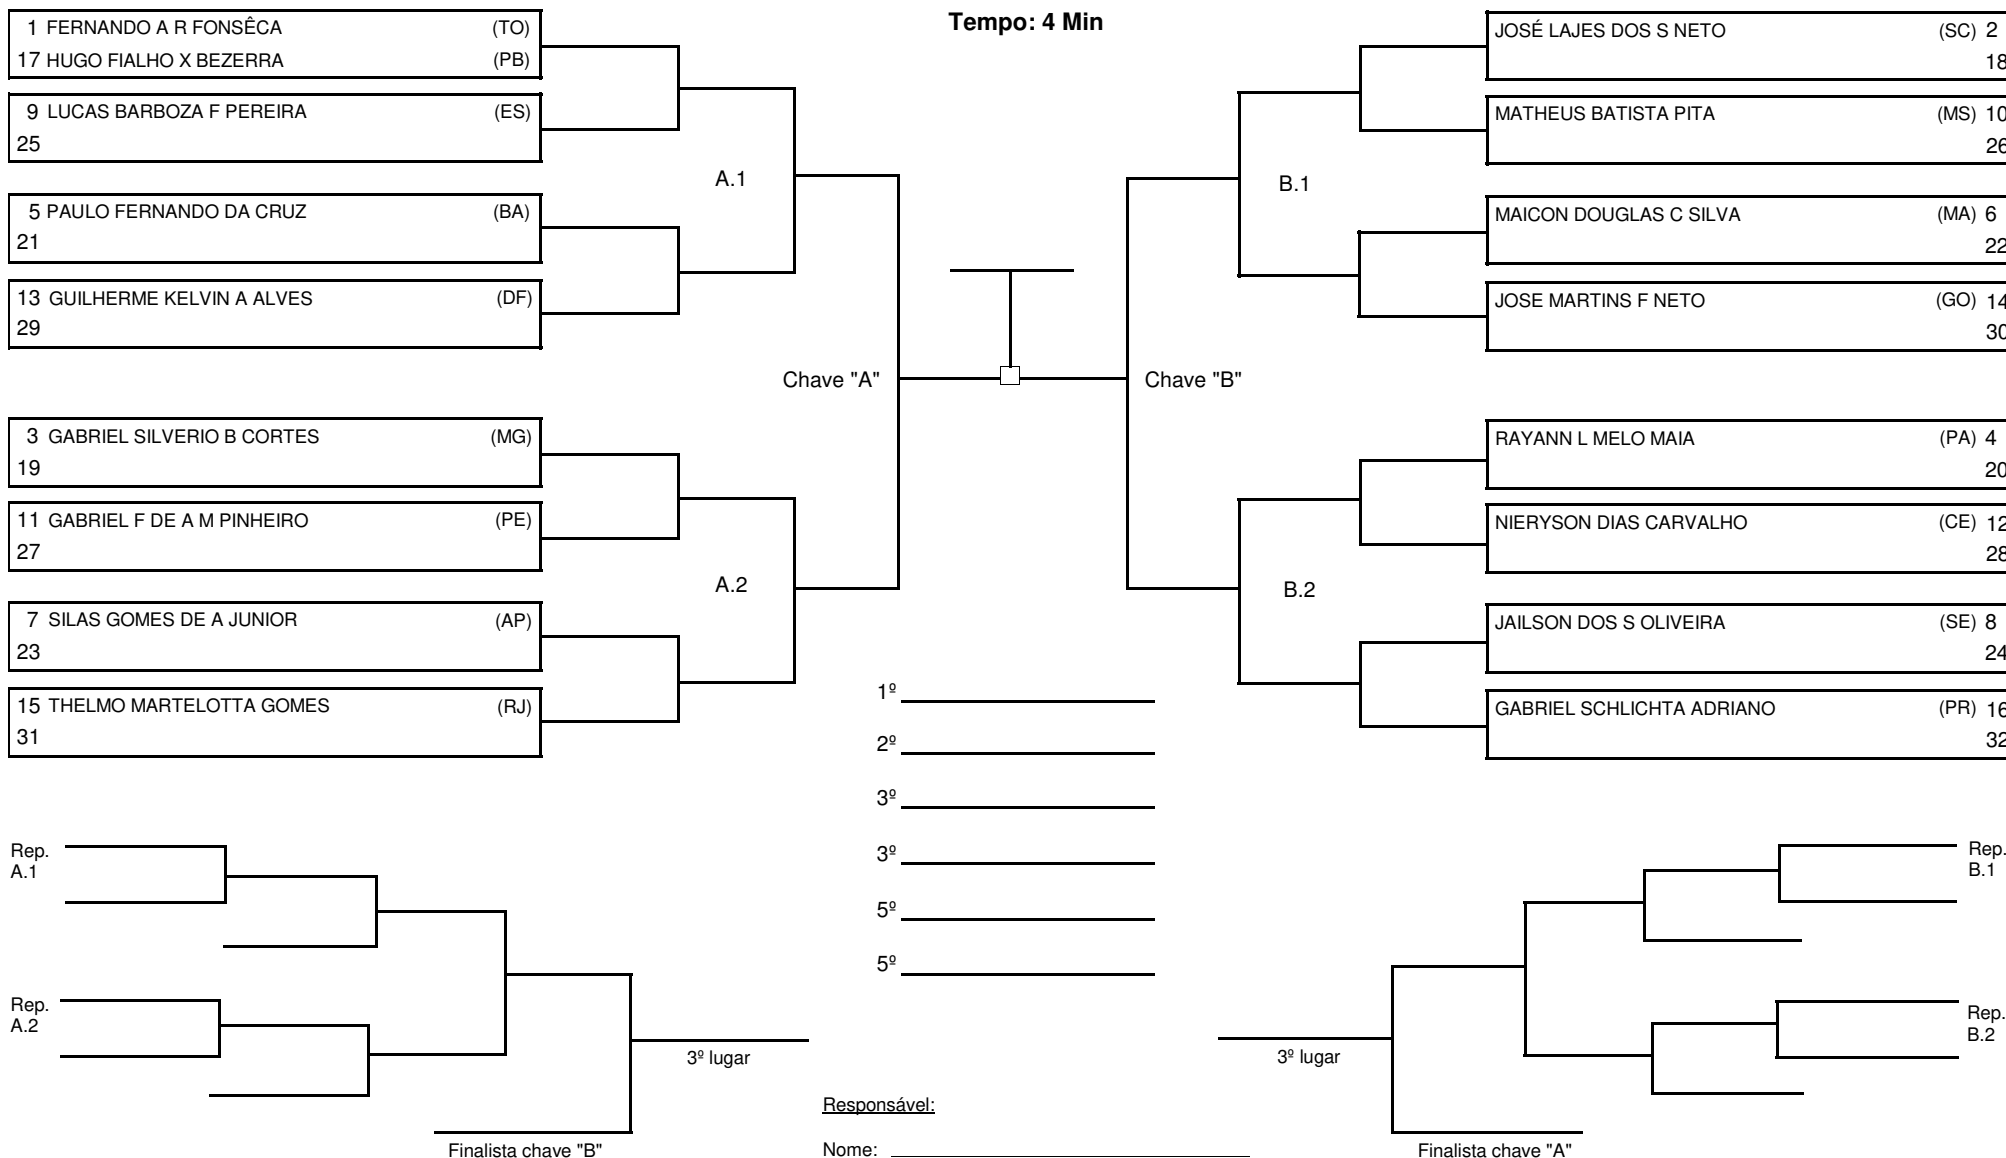 Tempo: 4 Min
1 FERNANDO A R FONSÊCA (TO)
17 HUGO FIALHO X BEZERRA (PB)
9 LUCAS BARBOZA F PEREIRA (ES)
25
A.1
5 PAULO FERNANDO DA CRUZ (BA)
21
13 GUILHERME KELVIN A ALVES (DF)
29
Chave "A"
3 GABRIEL SILVERIO B CORTES (MG)
19
11 GABRIEL F DE A M PINHEIRO (PE)
27
A.2
7 SILAS GOMES DE A JUNIOR (AP)
23
15 THELMO MARTELOTTA GOMES (RJ)
31
JOSÉ LAJES DOS S NETO (SC) 2
18
MATHEUS BATISTA PITA (MS) 10
26
B.1
MAICON DOUGLAS C SILVA (MA) 6
22
JOSE MARTINS F NETO (GO) 14
30
Chave "B"
RAYANN L MELO MAIA (PA) 4
20
NIERYSON DIAS CARVALHO (CE) 12
28
B.2
JAILSON DOS S OLIVEIRA (SE) 8
24
GABRIEL SCHLICHTA ADRIANO (PR) 16
32
1º
2º
3º
3º
5º
5º
Rep.
A.1
Rep.
A.2
3º lugar
Finalista chave "B"
Rep.
B.1
Rep.
B.2
3º lugar
Finalista chave "A"
Responsável:
Nome: